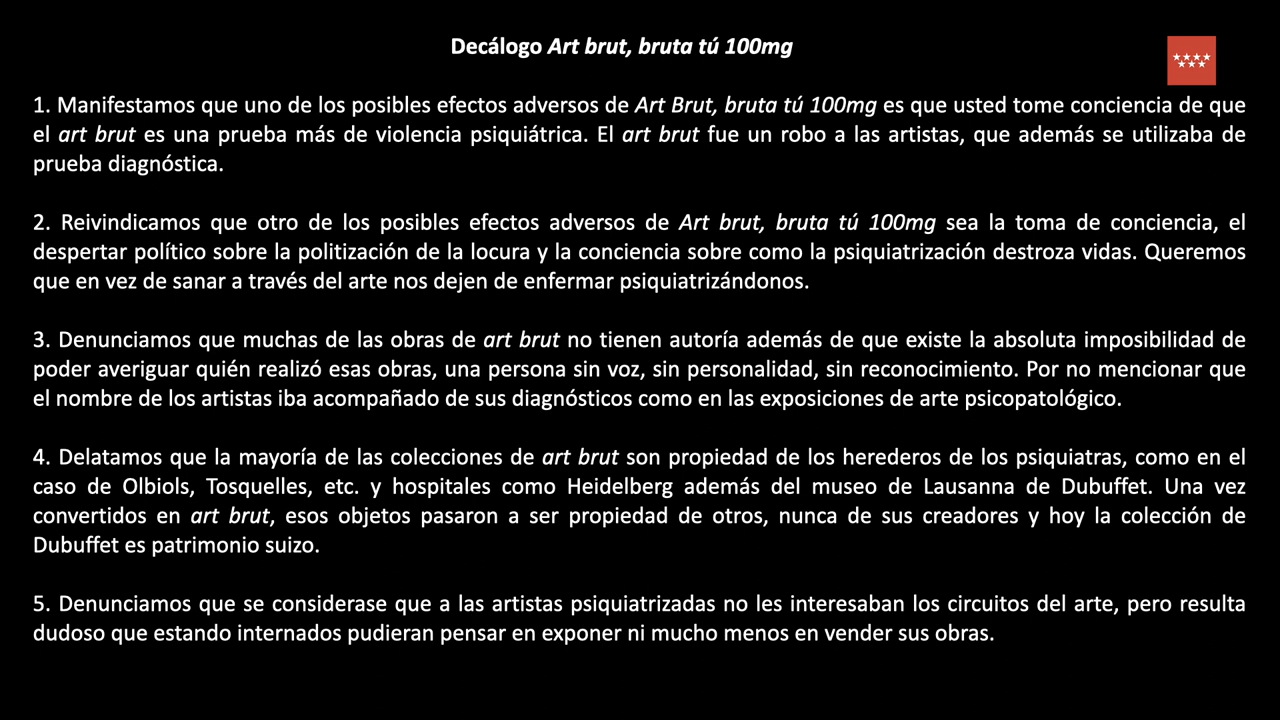 Decálogo Art brut, bruta tú 100mg
1. Manifestamos que uno de los posibles efectos adversos de Art Brut, bruta tú 100mg es que usted tome conciencia de que
el art brut es una prueba más de violencia psiquiátrica. El art brut fue un robo a las artistas, que además se utilizaba de
prueba diagnóstica.
2. Reivindicamos que otro de los posibles efectos adversos de Art brut, bruta tú 100mg sea la toma de conciencia, el
despertar político sobre la politización de la locura y la conciencia sobre como la psiquiatrización destroza vidas. Queremos
que en vez de sanar a través del arte nos dejen de enfermar psiquiatrizándonos.
3. Denunciamos que muchas de las obras de art brut no tienen autoría además de que existe la absoluta imposibilidad de
poder averiguar quién realizó esas obras, una persona sin voz, sin personalidad, sin reconocimiento. Por no mencionar que
el nombre de los artistas iba acompañado de sus diagnósticos como en las exposiciones de arte psicopatológico.
4. Delatamos que la mayoría de las colecciones de art brut son propiedad de los herederos de los psiquiatras, como en el
caso de Olbiols, Tosquelles, etc. y hospitales como Heidelberg además del museo de Lausanna de Dubuffet. Una vez
convertidos en art brut, esos objetos pasaron a ser propiedad de otros, nunca de sus creadores y hoy la colección de
Dubuffet es patrimonio suizo.
5. Denunciamos que se considerase que a las artistas psiquiatrizadas no les interesaban los circuitos del arte, pero resulta
dudoso que estando internados pudieran pensar en exponer ni mucho menos en vender sus obras.